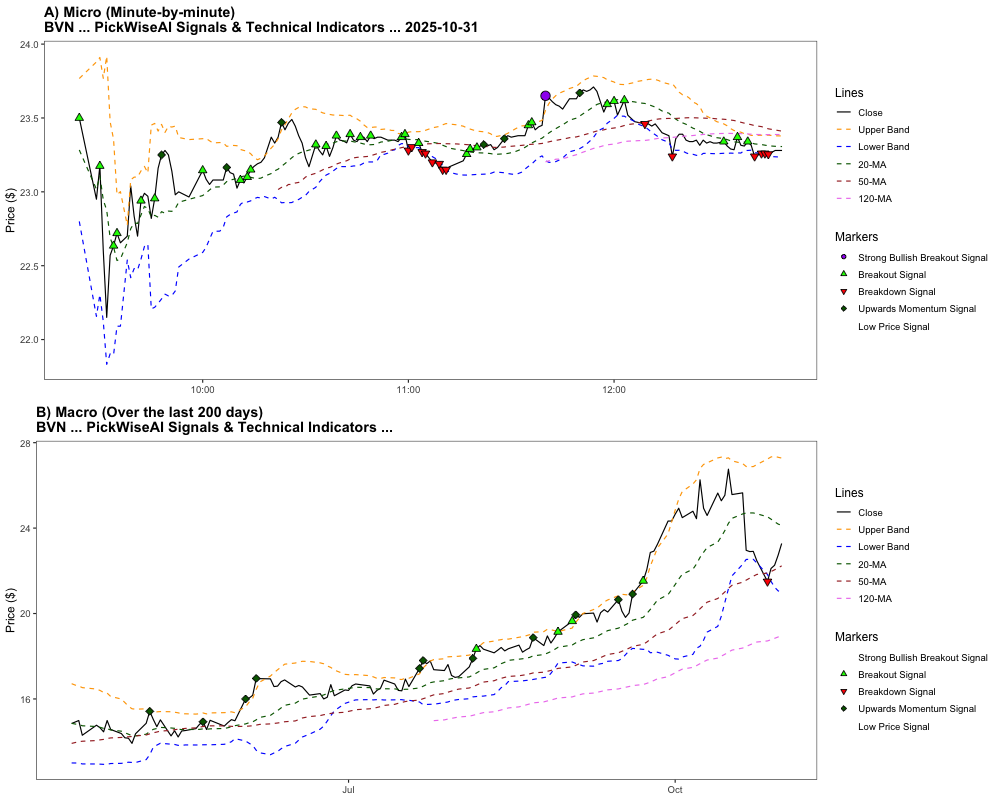 A) Micro (Minute-by-minute)
BVN ... PickWiseAI Signals & Technical Indicators ... 2025-10-31
24.0
23.5
23.0
22.5
22.0
Price ($)
10:00
11:00
12:00
Lines
Close
Upper Band
Lower Band
20-MA
50-MA
120-MA
Markers
Strong Bullish Breakout Signal
Breakout Signal
Breakdown Signal
Upwards Momentum Signal
Low Price Signal
B) Macro (Over the last 200 days)
BVN ... PickWiseAI Signals & Technical Indicators ...
28
24
20
16
Price ($)
Jul
Oct
Lines
Close
Upper Band
Lower Band
20-MA
50-MA
120-MA
Markers
Strong Bullish Breakout Signal
Breakout Signal
Breakdown Signal
Upwards Momentum Signal
Low Price Signal